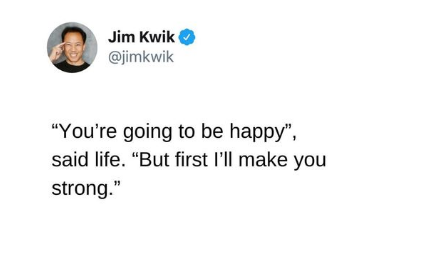 Jim Kwik
@jimkwik
“You’re going to be happy”,
said life. “But first I’ll make you
strong.”